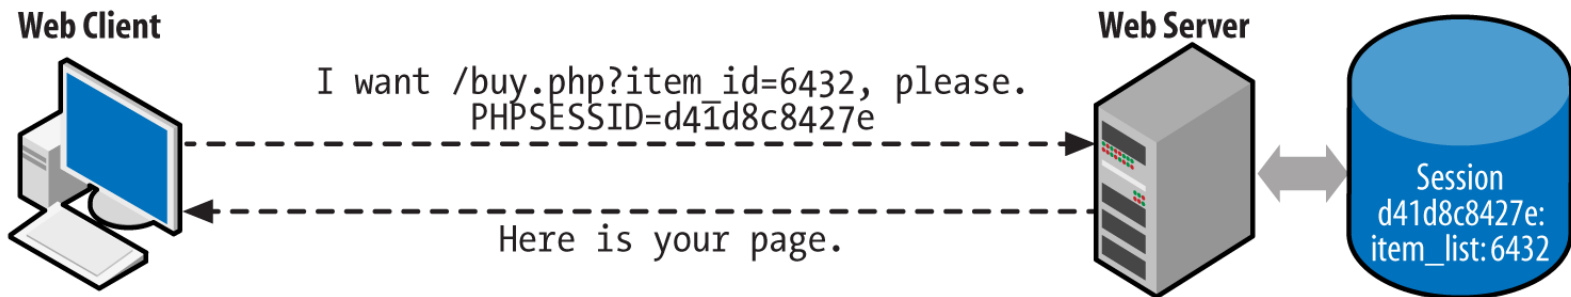 Web Client
Web Server
I want /buy.php?item_id=6432, please.
PHPSESSID=d41d8c8427e
Here is your page.
Session
d41d8c8427e:
item_list: 6432